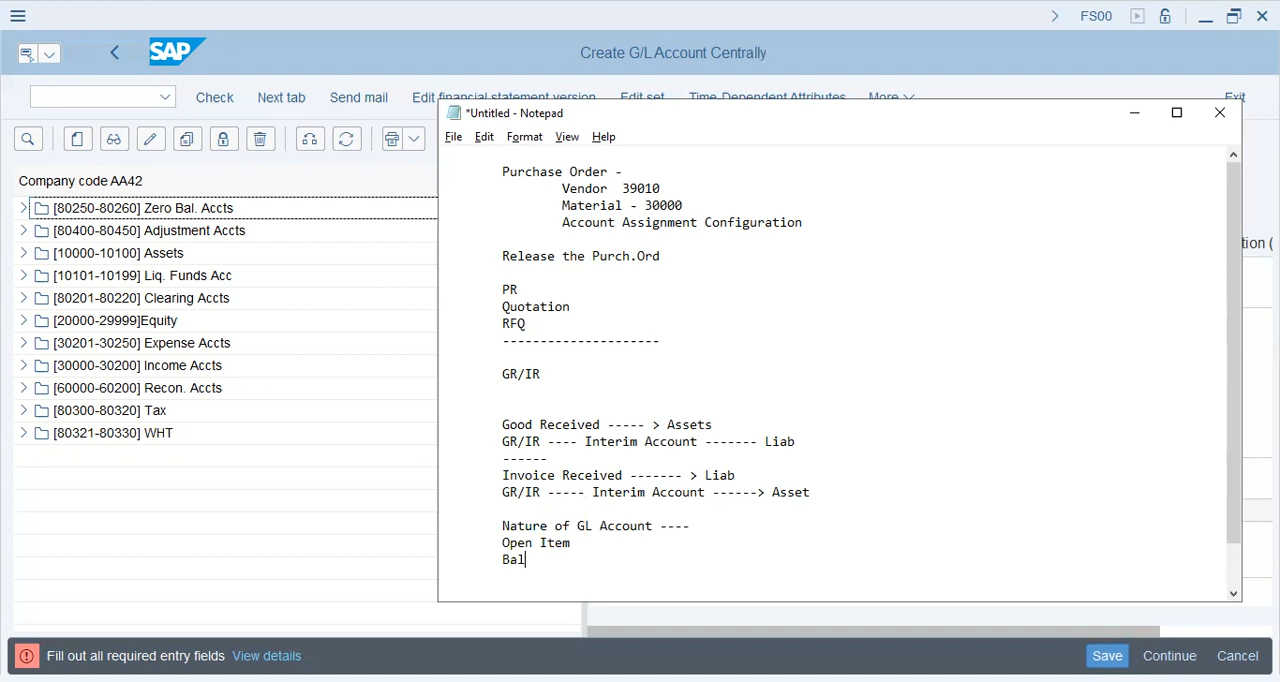 FS00
SAP
Create G/L Account Centrally
Check Next tab Send mail Edit financial statement version Edit set Time-Dependent Attributes More Exit
*Untitled - Notepad
File Edit Format View Help
Company code AA42
[80250-80260] Zero Bal. Accts
[80400-80450] Adjustment Accts
[10000-10100] Assets
[10101-10199] Liq. Funds Acc
[80201-80220] Clearing Accts
[20000-29999]Equity
[30201-30250] Expense Accts
[30000-30200] Income Accts
[60000-60200] Recon. Accts
[80300-80320] Tax
[80321-80330] WHT
Purchase Order -
Vendor 39010
Material - 30000
Account Assignment Configuration
Release the Purch.Ord
PR
Quotation
RFQ
---------------------
GR/IR
Good Received ----- > Assets
GR/IR ---- Interim Account ------- Liab
------
Invoice Received ------- > Liab
GR/IR ----- Interim Account ------> Asset
Nature of GL Account ----
Open Item
Bal
tion (
Fill out all required entry fields View details
Save Continue Cancel